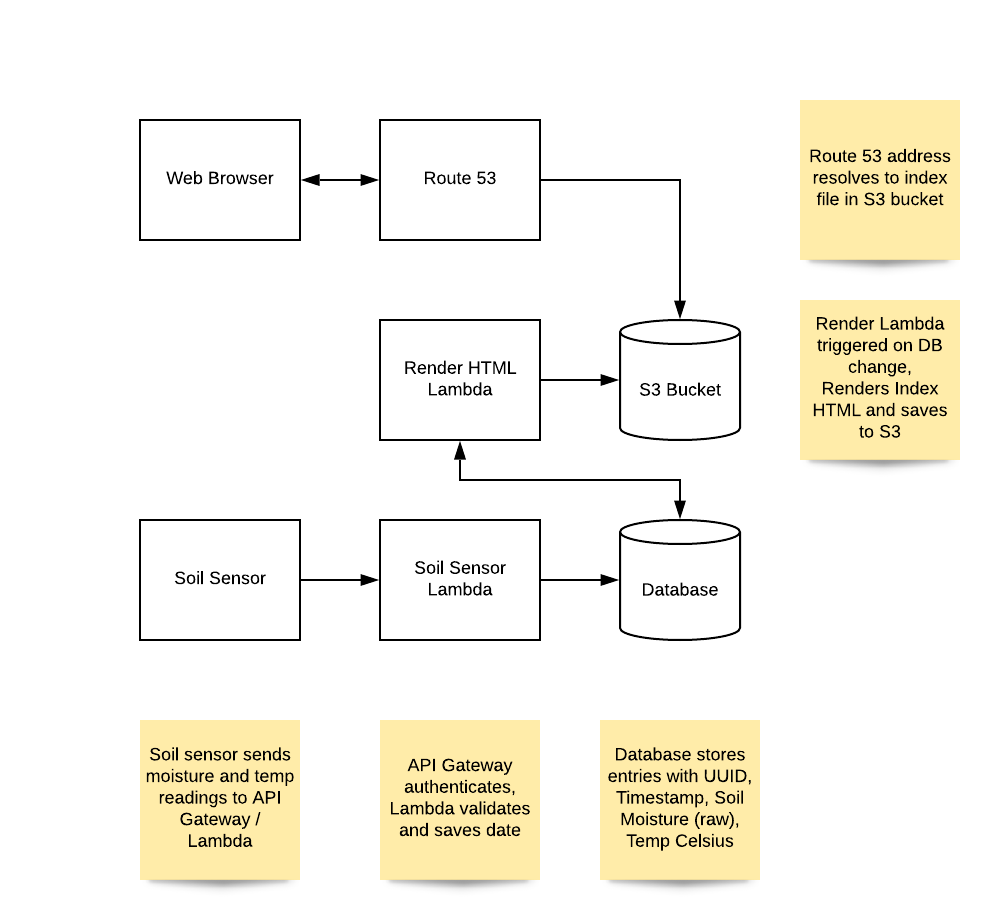 Web Browser
Route 53
Route 53 address
resolves to index
file in S3 bucket
Render HTML
Lambda
S3 Bucket
Render Lambda
triggered on DB
change,
Renders Index
HTML and saves
to S3
Soil Sensor
Soil Sensor
Lambda
Database
Soil sensor sends
moisture and temp
readings to API
Gateway /
Lambda
API Gateway
authenticates,
Lambda validates
and saves date
Database stores
entries with UUID,
Timestamp, Soil
Moisture (raw),
Temp Celsius